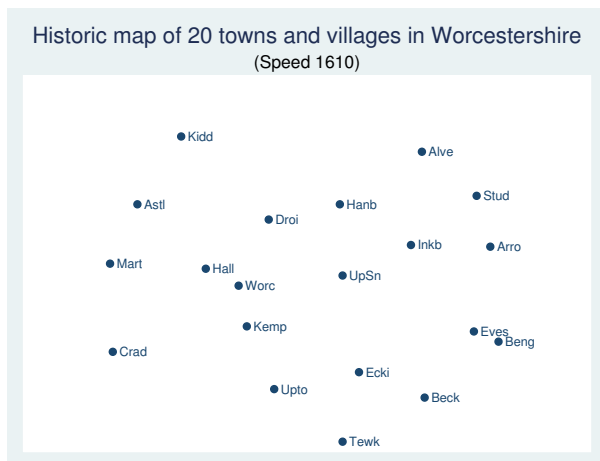 Historic map of 20 towns and villages in Worcestershire
(Speed 1610)
Kidd
Alve
Stud
Astl
Hanb
Droi
Inkb
Arro
Mart
Hall
UpSn
Worc
Kemp
Eves
Beng
Crad
Ecki
Upto
Beck
Tewk